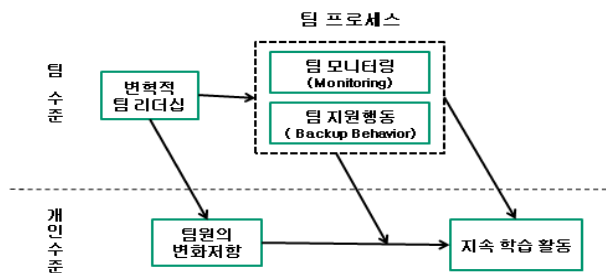 팀 프로세스
팀 수준
변혁적
팀 리더십
팀 모니터링
(Monitoring)
팀 지원행동
( Backup Behavior)
개인수준
팀원의
변화저항
지속 학습 활동